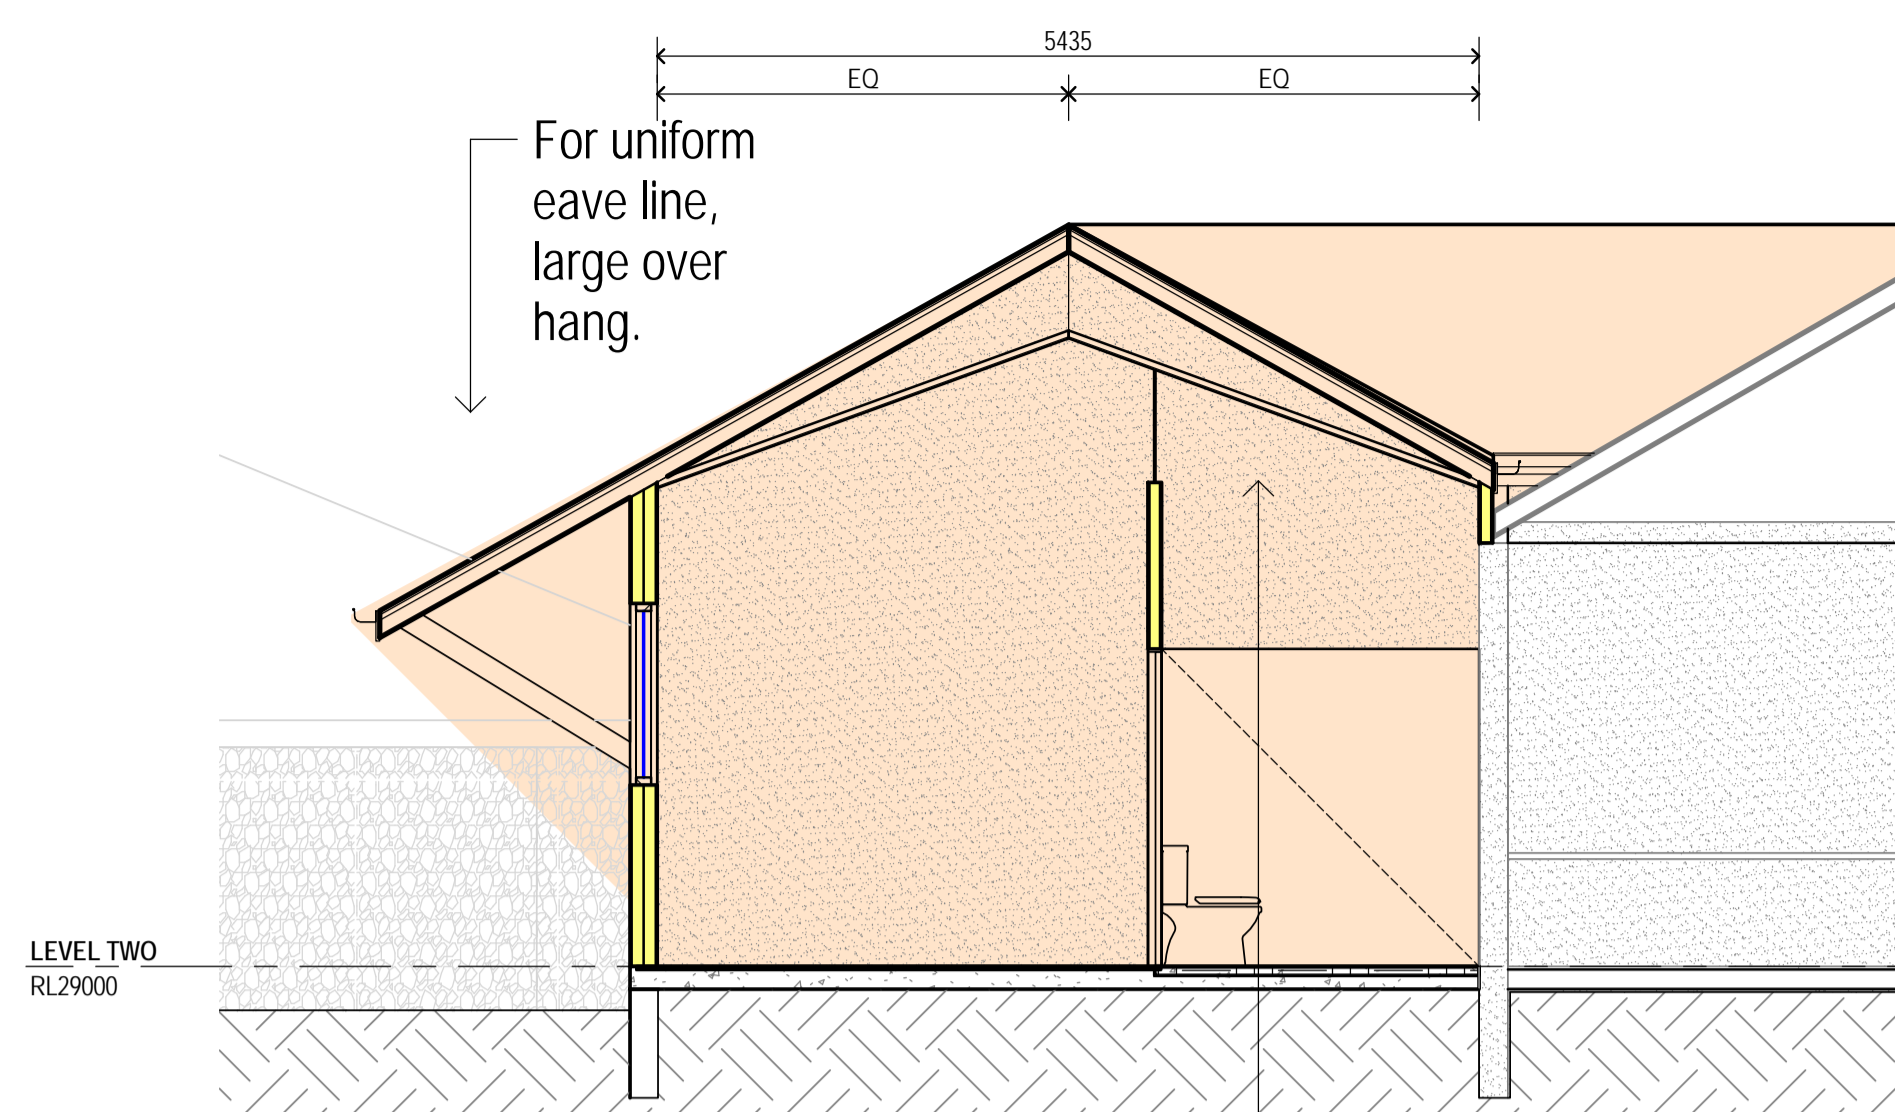 5435
EQ
EQ
For uniform
eave line,
large over
hang.
LEVEL TWO
RL29000